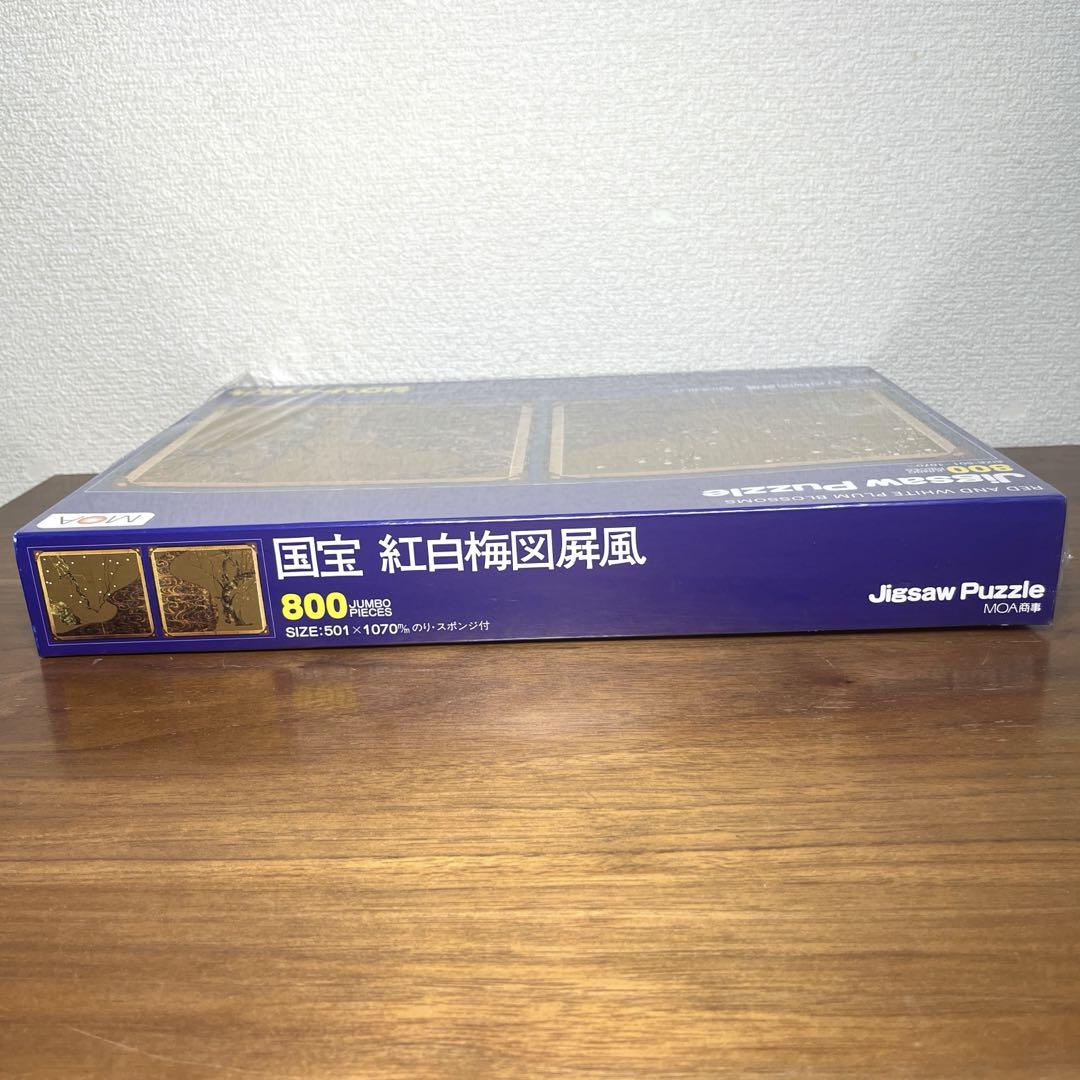 RED AND WHITE PLUM BLOSSOMS
Jigsaw Puzzle
800
MOA
国宝 紅白梅図屛風
800 JUMBO PIECES
SIZE:501×1070㎜ のり・スポンジ付
Jigsaw Puzzle
MOA商事